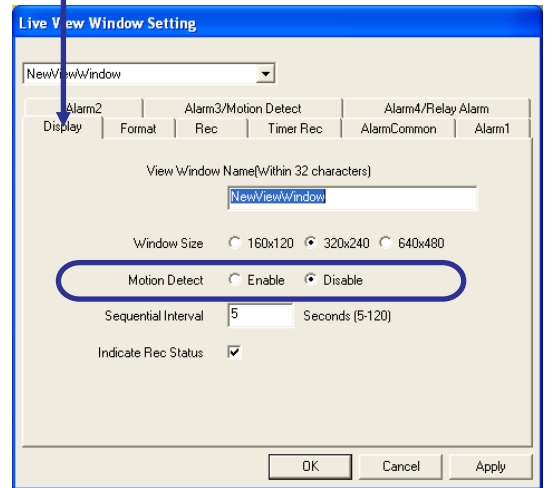 Live View Window Setting
NewViewWindow
Alarm2 Alarm3/Motion Detect Alarm4/Relay Alarm
Display Format Rec Timer Rec AlarmCommon Alarm1
View Window Name(Within 32 characters)
NewViewWindow
Window Size 160x120 320x240 640x480
Motion Detect Enable Disable
Sequential Interval 5 Seconds (5-120)
Indicate Rec Status
OK Cancel Apply